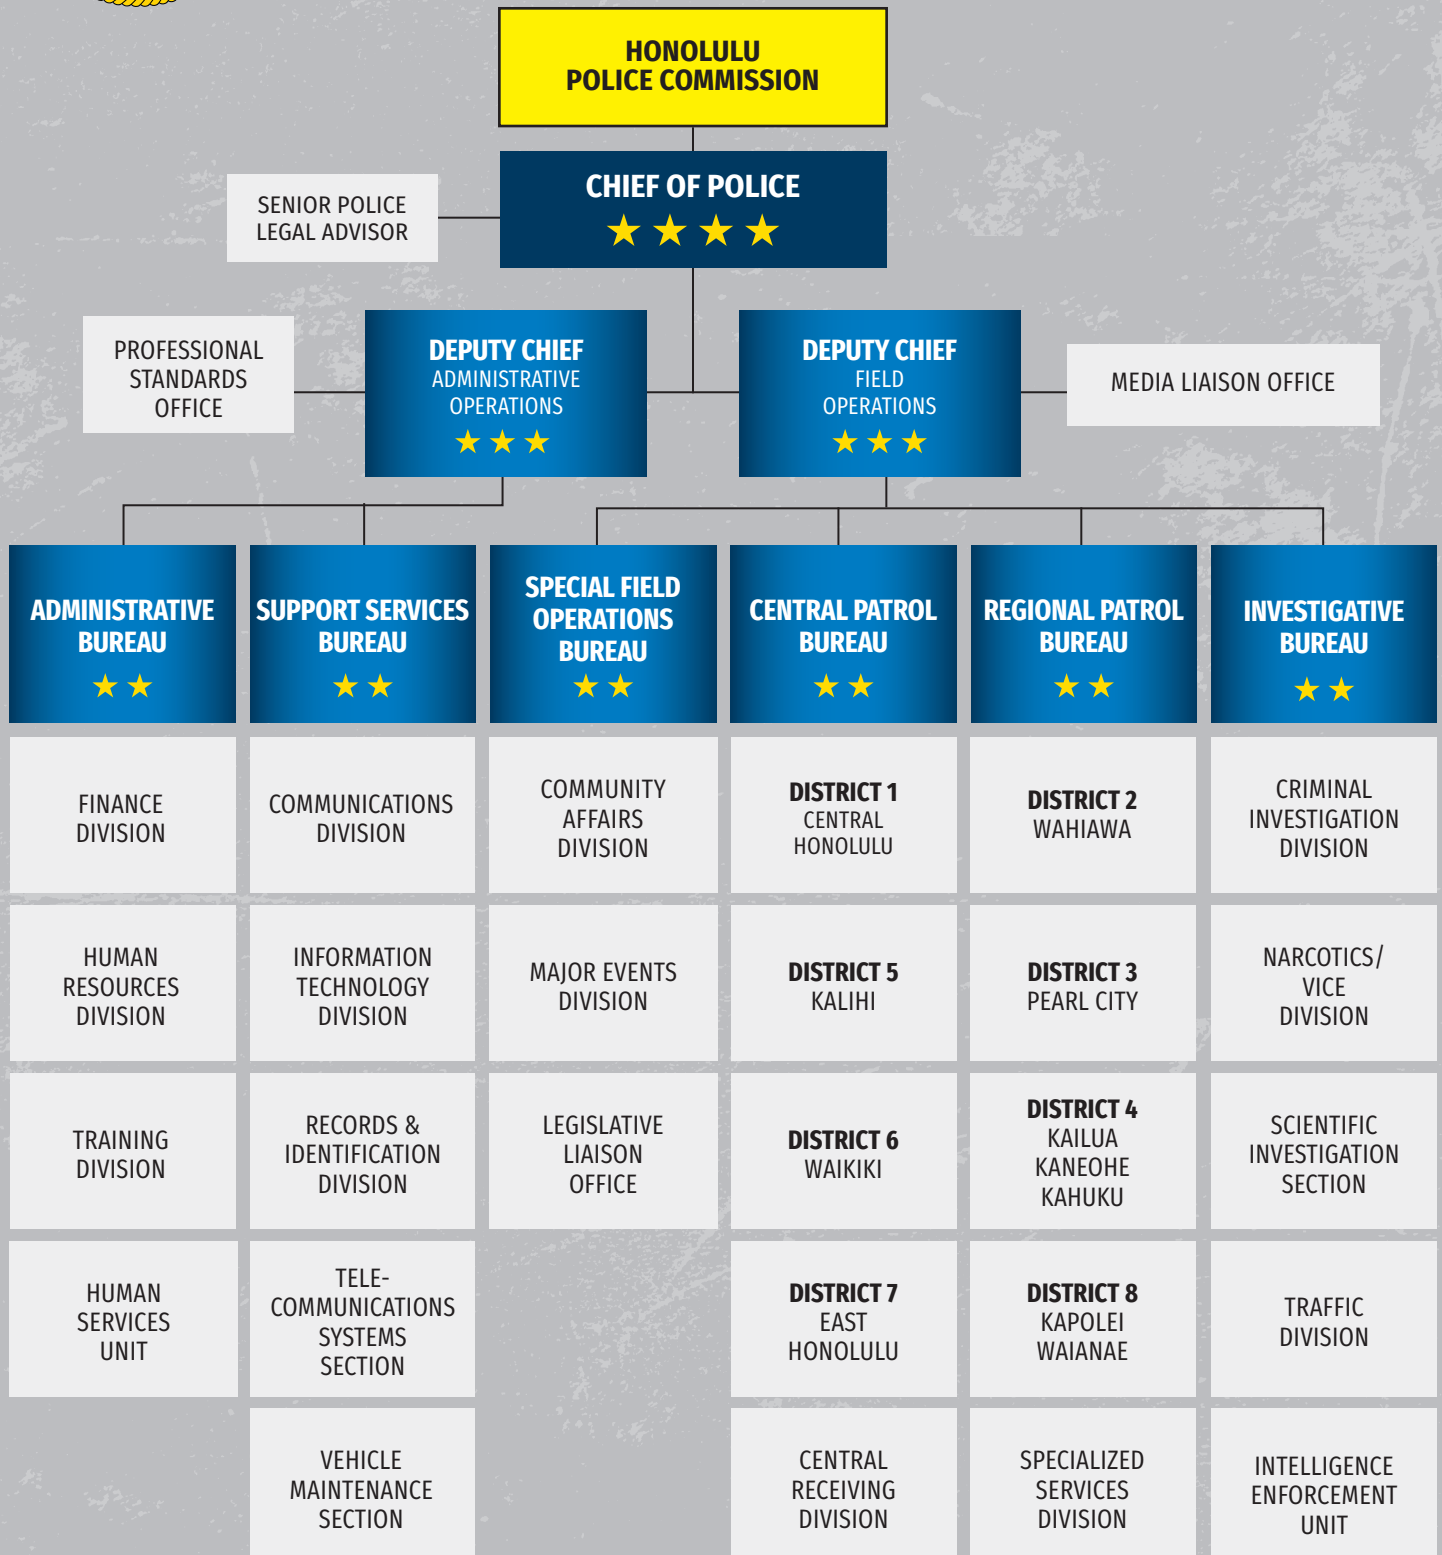 HONOLULU
POLICE COMMISSION
CHIEF OF POLICE
SENIOR POLICE
LEGAL ADVISOR
PROFESSIONAL
STANDARDS
OFFICE
DEPUTY CHIEF
ADMINISTRATIVE
OPERATIONS
DEPUTY CHIEF
FIELD
OPERATIONS
MEDIA LIAISON OFFICE
ADMINISTRATIVE
BUREAU
SUPPORT SERVICES
BUREAU
SPECIAL FIELD
OPERATIONS
BUREAU
CENTRAL PATROL
BUREAU
REGIONAL PATROL
BUREAU
INVESTIGATIVE
BUREAU
FINANCE
DIVISION
COMMUNICATIONS
DIVISION
COMMUNITY
AFFAIRS
DIVISION
DISTRICT 1
CENTRAL
HONOLULU
DISTRICT 2
WAHIAWA
CRIMINAL
INVESTIGATION
DIVISION
HUMAN
RESOURCES
DIVISION
INFORMATION
TECHNOLOGY
DIVISION
MAJOR EVENTS
DIVISION
DISTRICT 5
KALIHI
DISTRICT 3
PEARL CITY
NARCOTICS/
VICE
DIVISION
TRAINING
DIVISION
RECORDS &
IDENTIFICATION
DIVISION
LEGISLATIVE
LIAISON
OFFICE
DISTRICT 6
WAIKIKI
DISTRICT 4
KAILUA
KANEOHE
KAHUKU
SCIENTIFIC
INVESTIGATION
SECTION
HUMAN
SERVICES
UNIT
TELE-
COMMUNICATIONS
SYSTEMS
SECTION
DISTRICT 7
EAST
HONOLULU
DISTRICT 8
KAPOLEI
WAIANAE
TRAFFIC
DIVISION
VEHICLE
MAINTENANCE
SECTION
CENTRAL
RECEIVING
DIVISION
SPECIALIZED
SERVICES
DIVISION
INTELLIGENCE
ENFORCEMENT
UNIT